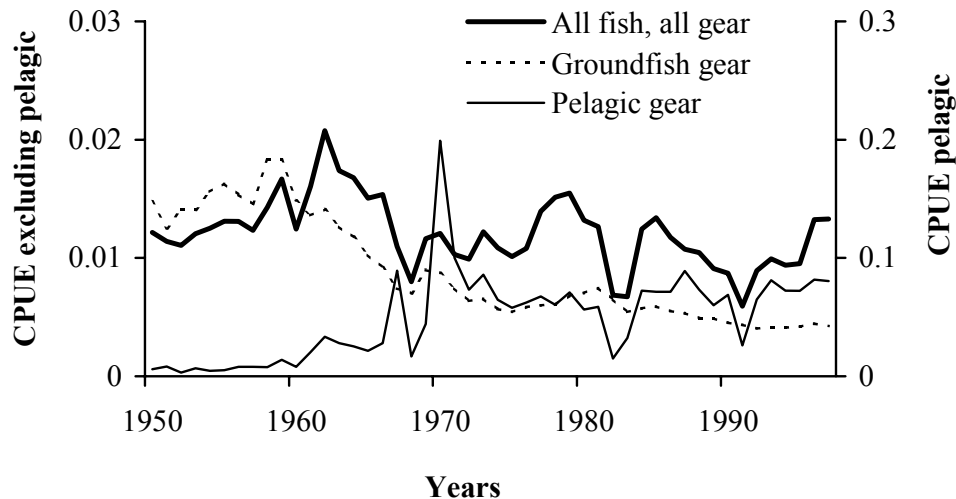 0.03
0.02
0.01
0
CPUE excluding pelagic
All fish, all gear
Groundfish gear
Pelagic gear
0.3
0.2
0.1
0
CPUE pelagic
1950 1960 1970 1980 1990
Years